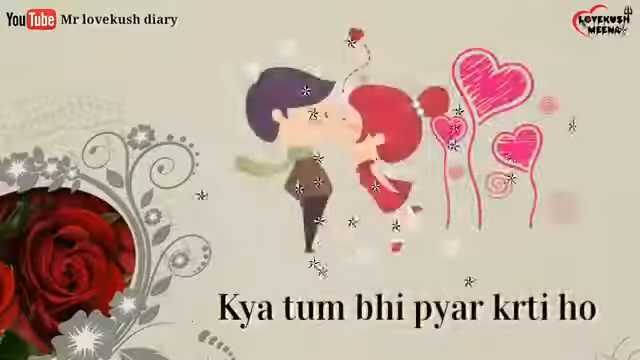 YouTube Mr lovekush diary
LOVEKUSH
MEENA
Kya tum bhi pyar krti ho